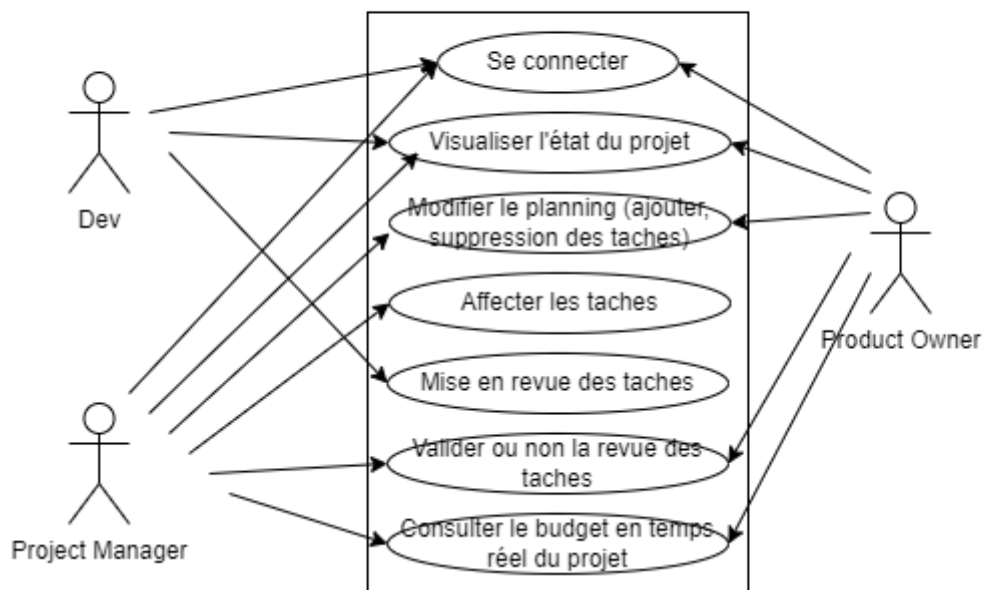 Se connecter
Dev
Visualiser l'état du projet
Modifier le planning (ajouter,
suppression des taches)
Product Owner
Affecter les taches
Mise en revue des taches
Project Manager
Valider ou non la revue des
taches
Consulter le budget en temps
réel du projet